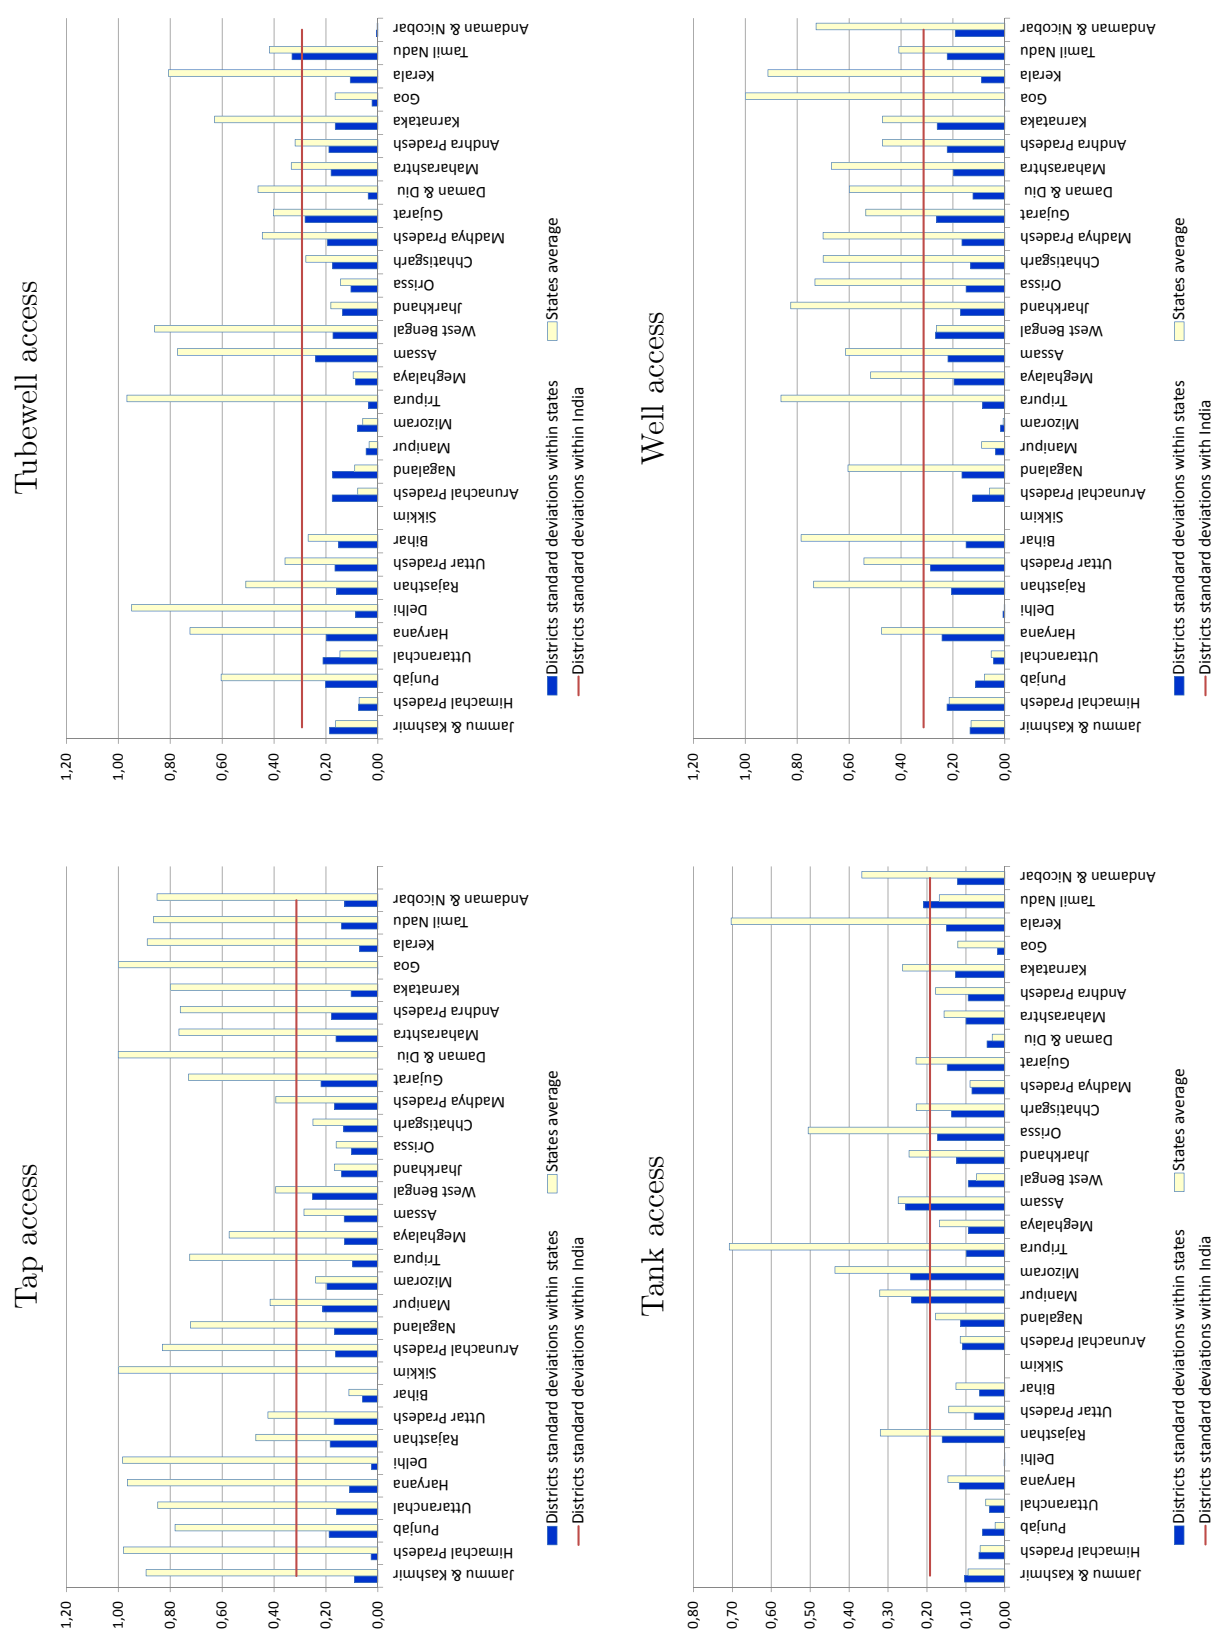 Tap access
1,20
1,00
0,80
0,60
0,40
0,20
0,00
Jammu & Kashmir
Himachal Pradesh
Punjab
Uttaranchal
Haryana
Delhi
Rajasthan
Uttar Pradesh
Bihar
Sikkim
Arunachal Pradesh
Nagaland
Manipur
Mizoram
Tripura
Meghalaya
Assam
West Bengal
Jharkhand
Orissa
Chhatisgarh
Madhya Pradesh
Gujarat
Daman & Diu
Maharashtra
Andhra Pradesh
Karnataka
Goa
Kerala
Tamil Nadu
Andaman & Nicobar
Districts standard deviations within states
States average
Districts standard deviations within India
Tubewell access
1,20
1,00
0,80
0,60
0,40
0,20
0,00
Jammu & Kashmir
Himachal Pradesh
Punjab
Uttaranchal
Haryana
Delhi
Rajasthan
Uttar Pradesh
Bihar
Sikkim
Arunachal Pradesh
Nagaland
Manipur
Mizoram
Tripura
Meghalaya
Assam
West Bengal
Jharkhand
Orissa
Chhatisgarh
Madhya Pradesh
Gujarat
Daman & Diu
Maharashtra
Andhra Pradesh
Karnataka
Goa
Kerala
Tamil Nadu
Andaman & Nicobar
Districts standard deviations within states
States average
Districts standard deviations within India
Tank access
0,80
0,70
0,60
0,50
0,40
0,30
0,20
0,10
0,00
Jammu & Kashmir
Himachal Pradesh
Punjab
Uttaranchal
Haryana
Delhi
Rajasthan
Uttar Pradesh
Bihar
Sikkim
Arunachal Pradesh
Nagaland
Manipur
Mizoram
Tripura
Meghalaya
Assam
West Bengal
Jharkhand
Orissa
Chhatisgarh
Madhya Pradesh
Gujarat
Daman & Diu
Maharashtra
Andhra Pradesh
Karnataka
Goa
Kerala
Tamil Nadu
Andaman & Nicobar
Districts standard deviations within states
States average
Districts standard deviations within India
Well access
1,20
1,00
0,80
0,60
0,40
0,20
0,00
Jammu & Kashmir
Himachal Pradesh
Punjab
Uttaranchal
Haryana
Delhi
Rajasthan
Uttar Pradesh
Bihar
Sikkim
Arunachal Pradesh
Nagaland
Manipur
Mizoram
Tripura
Meghalaya
Assam
West Bengal
Jharkhand
Orissa
Chhatisgarh
Madhya Pradesh
Gujarat
Daman & Diu
Maharashtra
Andhra Pradesh
Karnataka
Goa
Kerala
Tamil Nadu
Andaman & Nicobar
Districts standard deviations within states
States average
Districts standard deviations with India